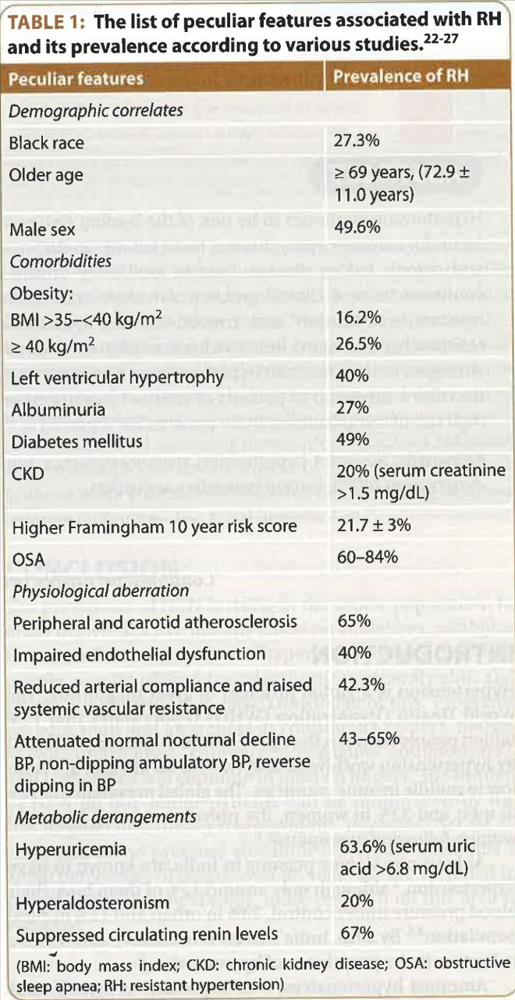 TABLE 1: The list of peculiar features associated with RH
and its prevalence according to various studies.22-27
Peculiar features Prevalence of RH
Demographic correlates
Black race 27.3%
Older age ≥ 69 years, (72.9 ±
11.0 years)
Male sex 49.6%
Comorbidities
Obesity:
BMI >35–<40 kg/m2 16.2%
≥ 40 kg/m2 26.5%
Left ventricular hypertrophy 40%
Albuminuria 27%
Diabetes mellitus 49%
CKD 20% (serum creatinine
>1.5 mg/dL)
Higher Framingham 10 year risk score 21.7 ± 3%
OSA 60–84%
Physiological aberration
Peripheral and carotid atherosclerosis 65%
Impaired endothelial dysfunction 40%
Reduced arterial compliance and raised 42.3%
systemic vascular resistance
Attenuated normal nocturnal decline 43–65%
BP, non-dipping ambulatory BP, reverse
dipping in BP
Metabolic derangements
Hyperuricemia 63.6% (serum uric
acid >6.8 mg/dL)
Hyperaldosteronism 20%
Suppressed circulating renin levels 67%
(BMI: body mass index; CKD: chronic kidney disease; OSA: obstructive
sleep apnea; RH: resistant hypertension)